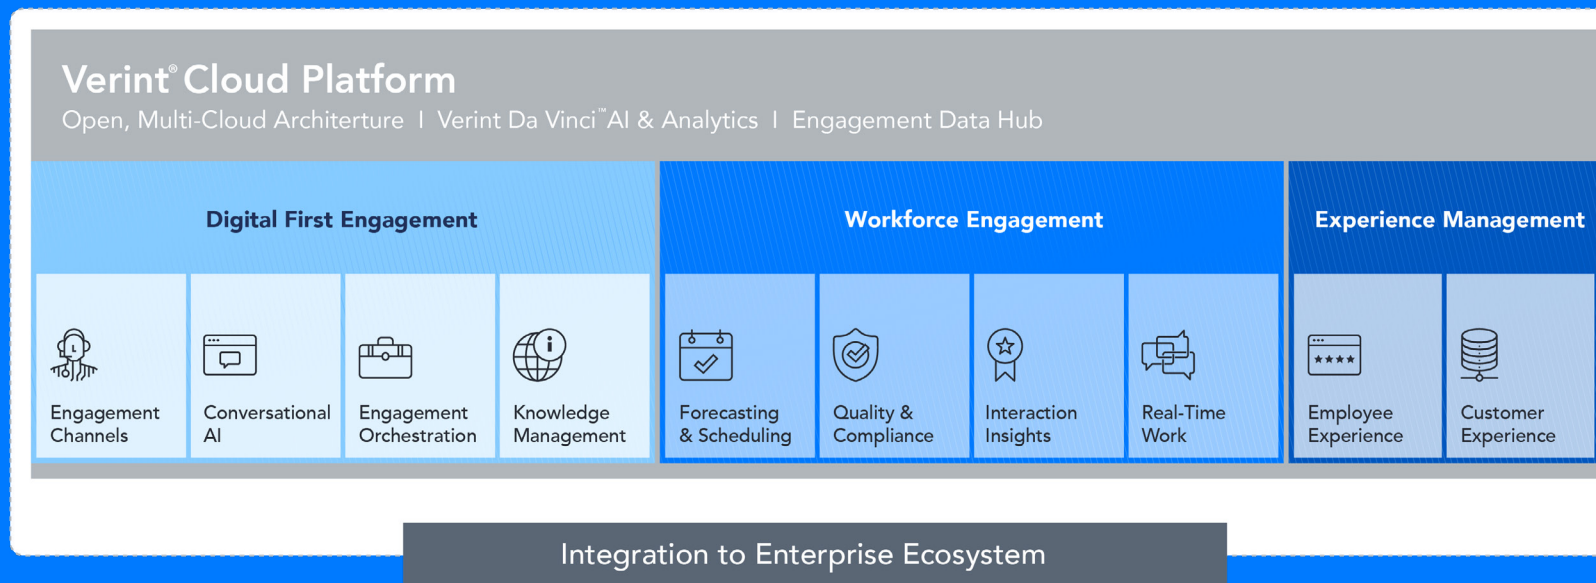 Verint® Cloud Platform
Open, Multi-Cloud Architerture | Verint Da Vinci™ AI & Analytics | Engagement Data Hub
Digital First Engagement
Workforce Engagement
Experience Management
Engagement
Channels
Conversational
AI
Engagement
Orchestration
Knowledge
Management
Forecasting
& Scheduling
Quality &
Compliance
Interaction
Insights
Real-Time
Work
Employee
Experience
Customer
Experience
Integration to Enterprise Ecosystem